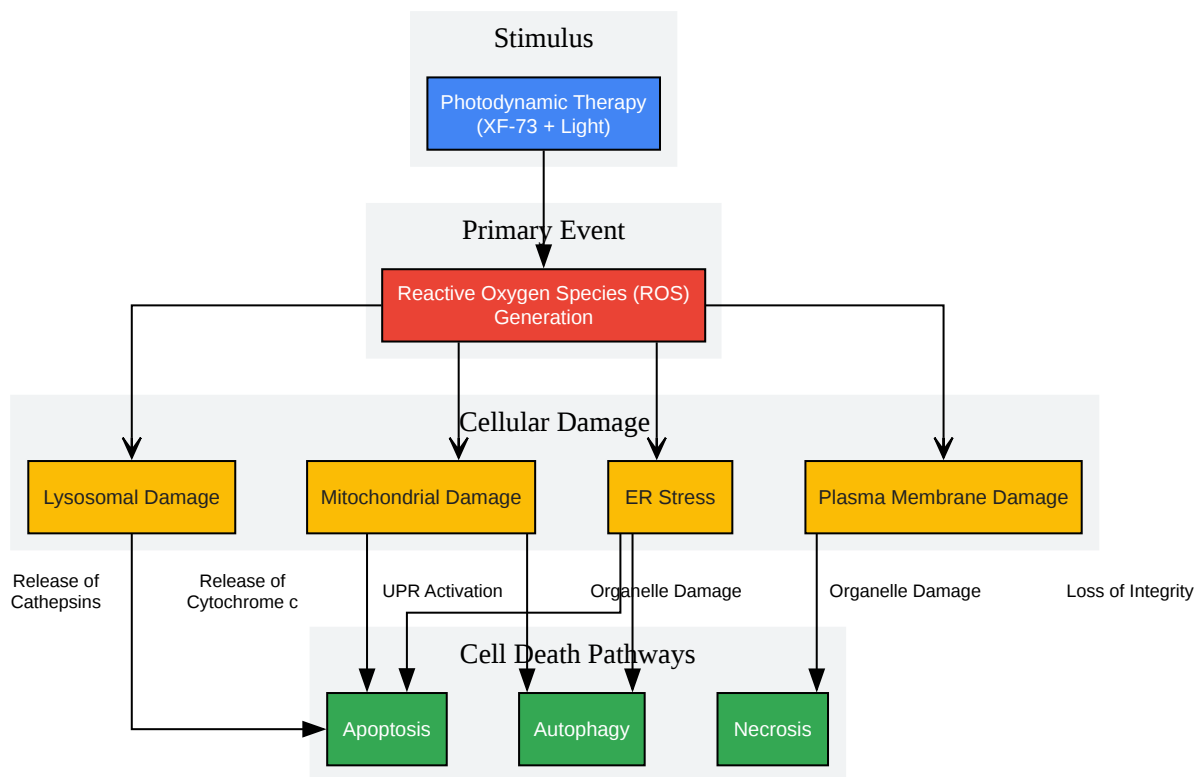 Stimulus
Photodynamic Therapy
(XF-73 + Light)
Primary Event
Reactive Oxygen Species (ROS)
Generation
Cellular Damage
Lysosomal Damage
Mitochondrial Damage
ER Stress
Plasma Membrane Damage
Release of
Cathepsins
Release of
Cytochrome c
UPR Activation
Organelle Damage
Organelle Damage
Loss of Integrity
Cell Death Pathways
Apoptosis
Autophagy
Necrosis